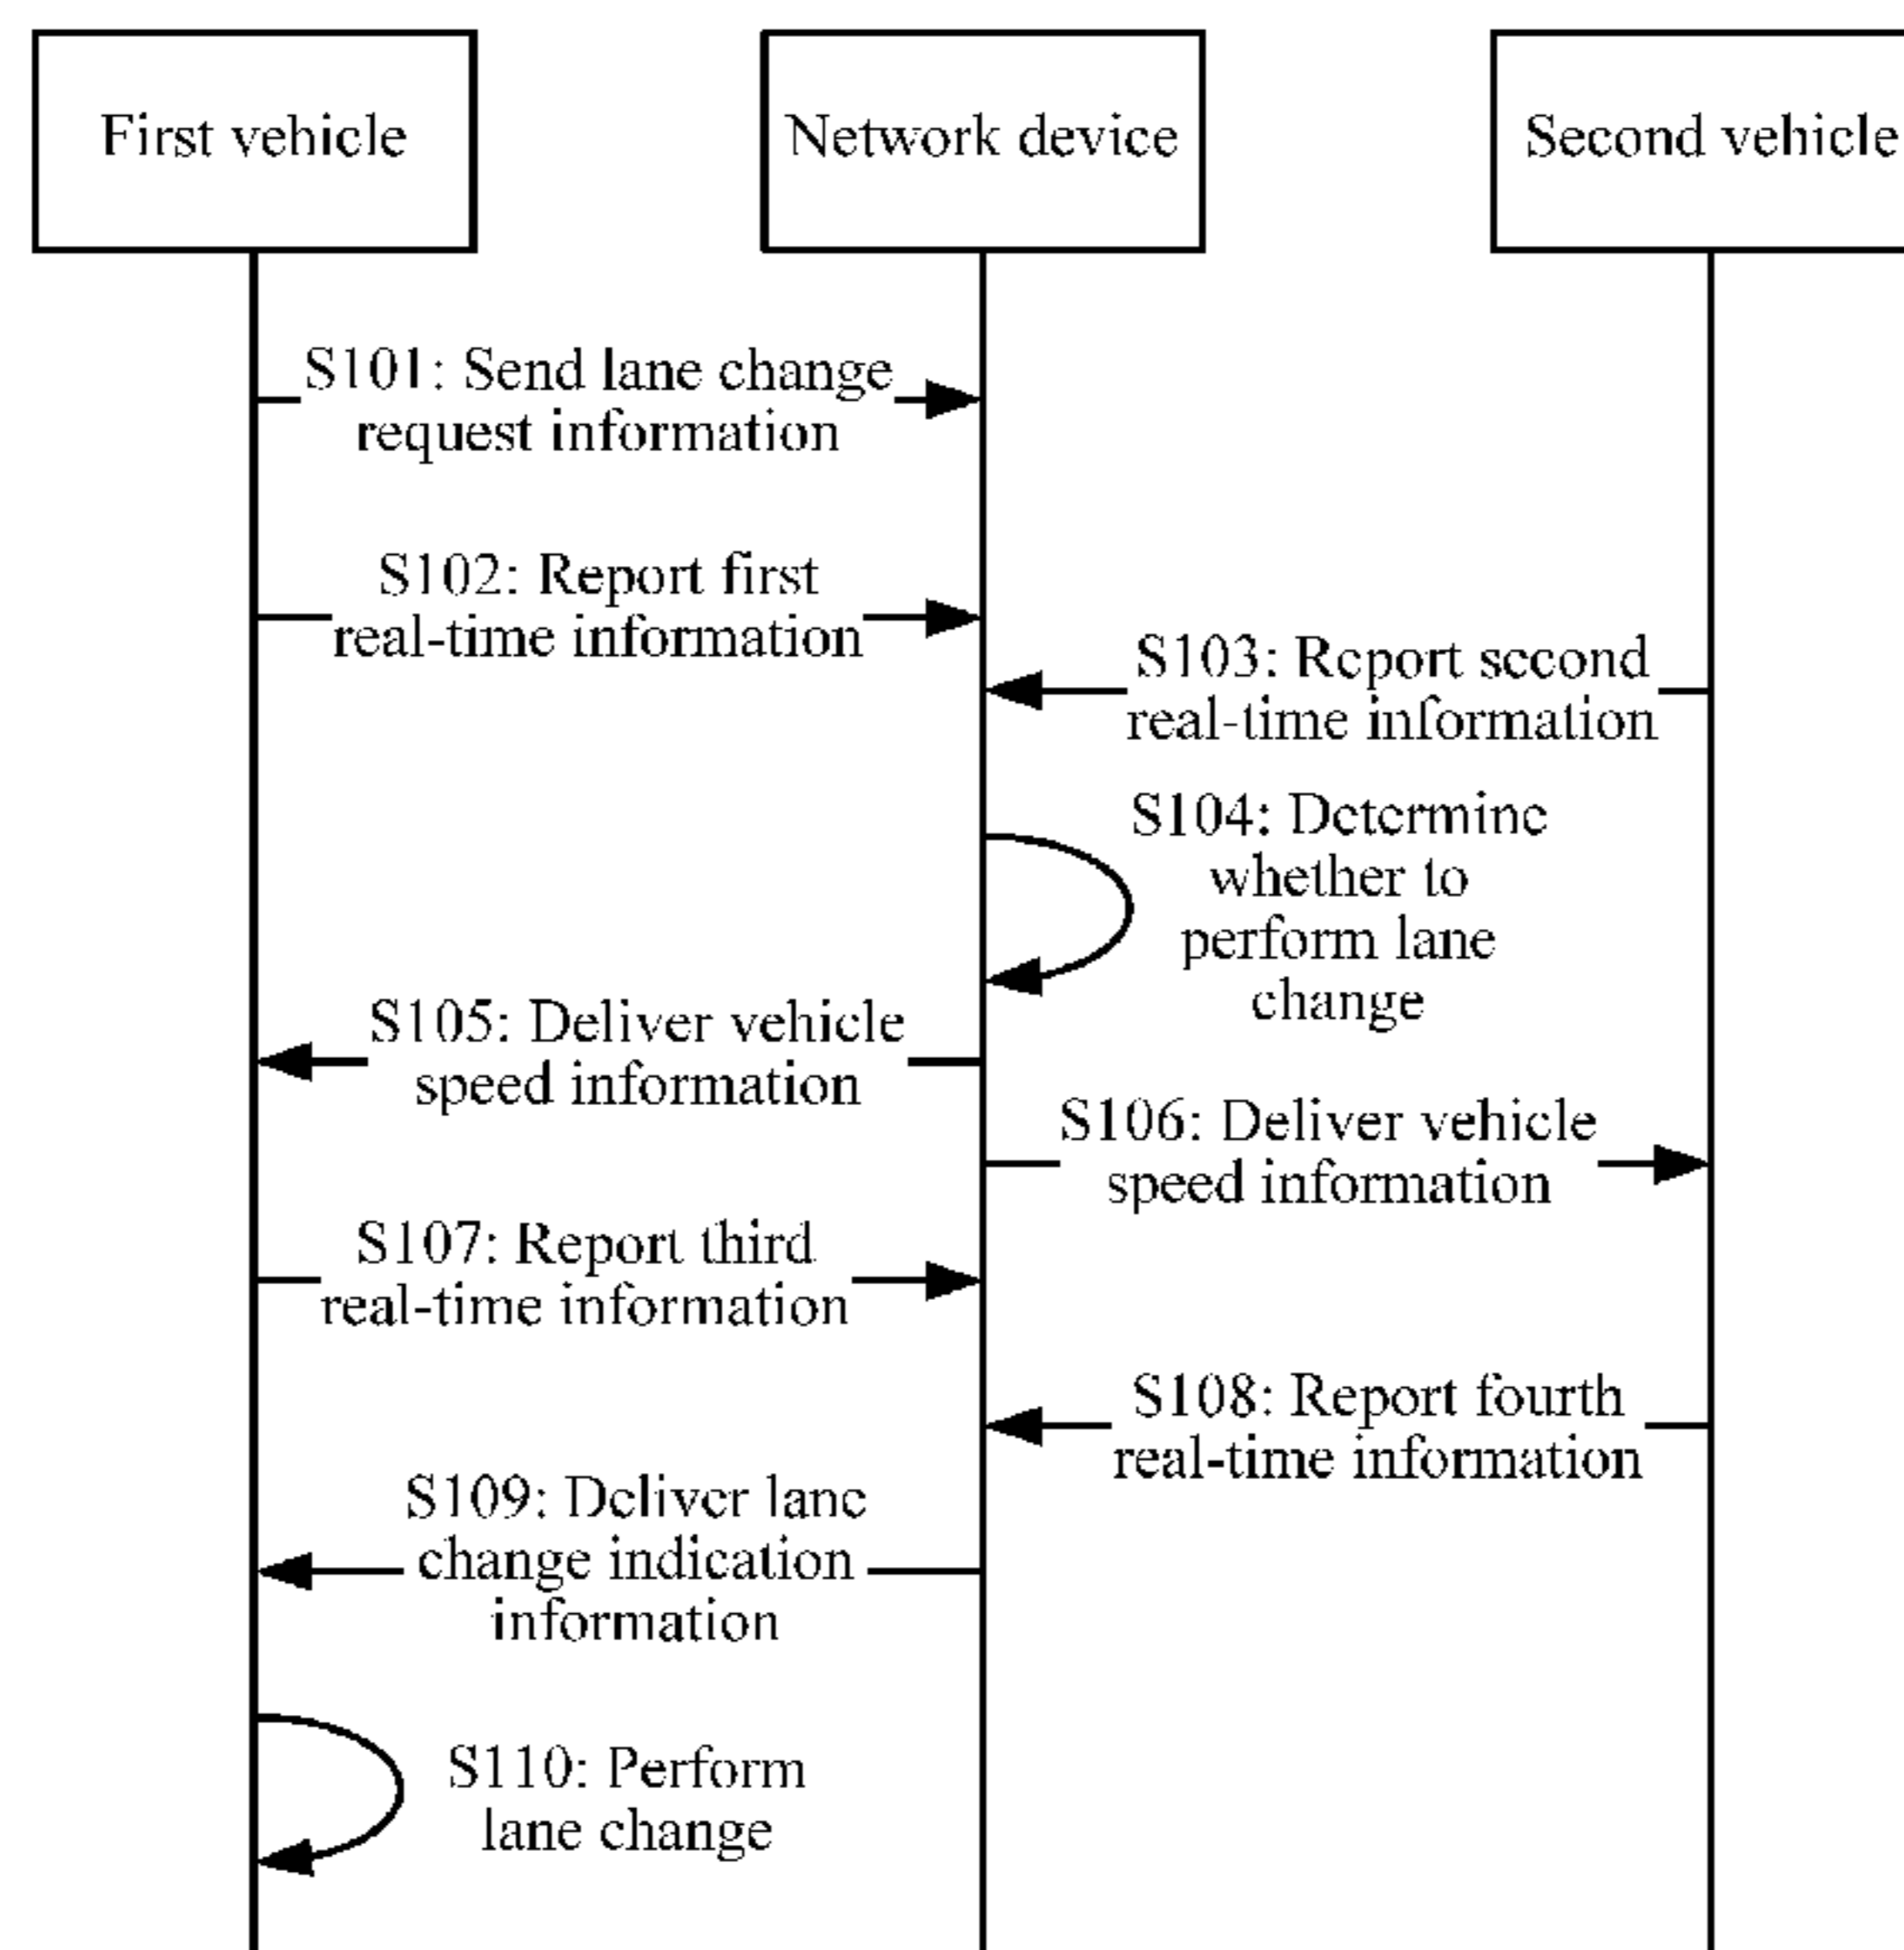 First vehicle
Network device
Second vehicle
S101: Send lane change
request information
S102: Report first
real-time information
S103: Report second
real-time information
S104: Determine
whether to
perform lane
change
S105: Deliver vehicle
speed information
S106: Deliver vehicle
speed information
S107: Report third
real-time information
S108: Report fourth
real-time information
S109: Deliver lane
change indication
information
S110: Perform
lane change